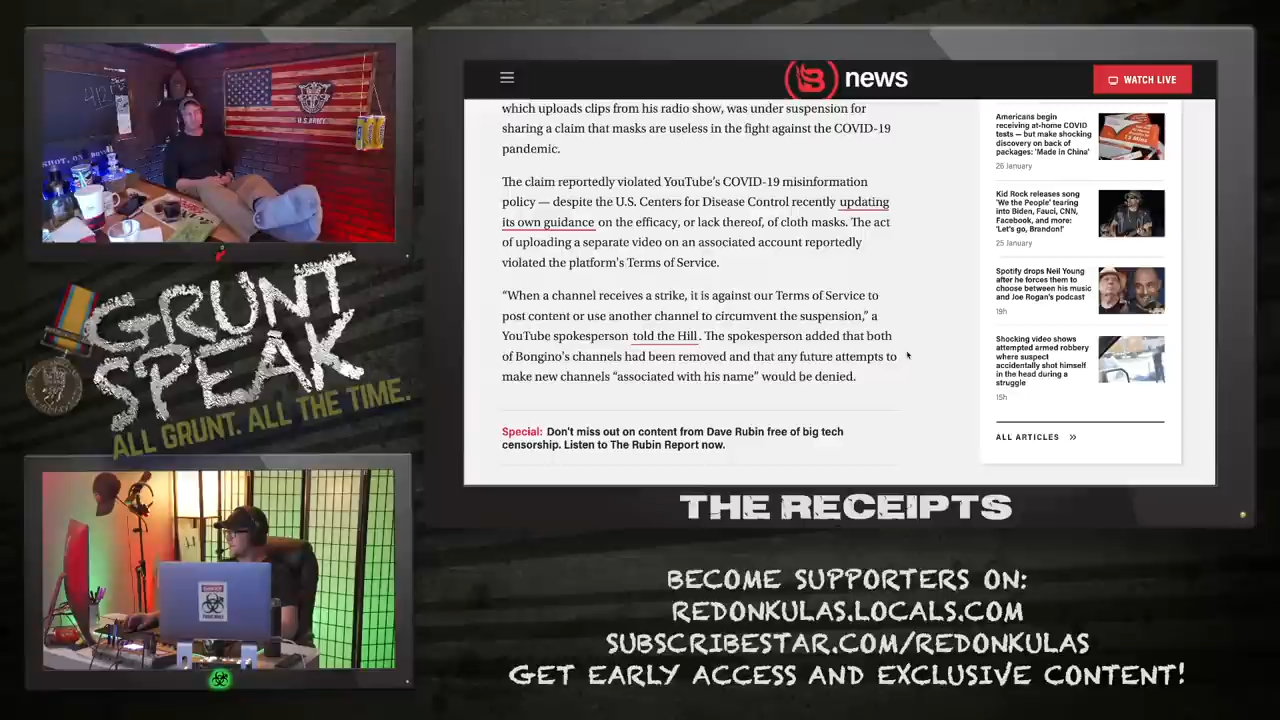 412
U.S. ARMY
GRUNT
SPEAK
ALL GRUNT. ALL THE TIME.
news
WATCH LIVE
which uploads clips from his radio show, was under suspension for
sharing a claim that masks are useless in the fight against the COVID-19
pandemic.
The claim reportedly violated YouTube’s COVID-19 misinformation
policy — despite the U.S. Centers for Disease Control recently updating
its own guidance on the efficacy, or lack thereof, of cloth masks. The act
of uploading a separate video on an associated account reportedly
violated the platform’s Terms of Service.
“When a channel receives a strike, it is against our Terms of Service to
post content or use another channel to circumvent the suspension,” a
YouTube spokesperson told the Hill. The spokesperson added that both
of Bongino’s channels had been removed and that any future attempts to
make new channels “associated with his name” would be denied.
Special: Don't miss out on content from Dave Rubin free of big tech
censorship. Listen to The Rubin Report now.
Americans begin
receiving at-home COVID
tests — but make shocking
discovery on back of
packages: 'Made in China'
26 January
Kid Rock releases song
'We the People' tearing
into Biden, Fauci, CNN,
Facebook, and more:
'Let's go, Brandon!'
25 January
Spotify drops Neil Young
after he forces them to
choose between his music
and Joe Rogan's podcast
19h
Shocking video shows
attempted armed robbery
where suspect
accidentally shot himself
in the head during a
struggle
15h
ALL ARTICLES
THE RECEIPTS
BECOME SUPPORTERS ON:
REDONKULAS.LOCALS.COM
SUBSCRIBESTAR.COM/REDONKULAS
GET EARLY ACCESS AND EXCLUSIVE CONTENT!